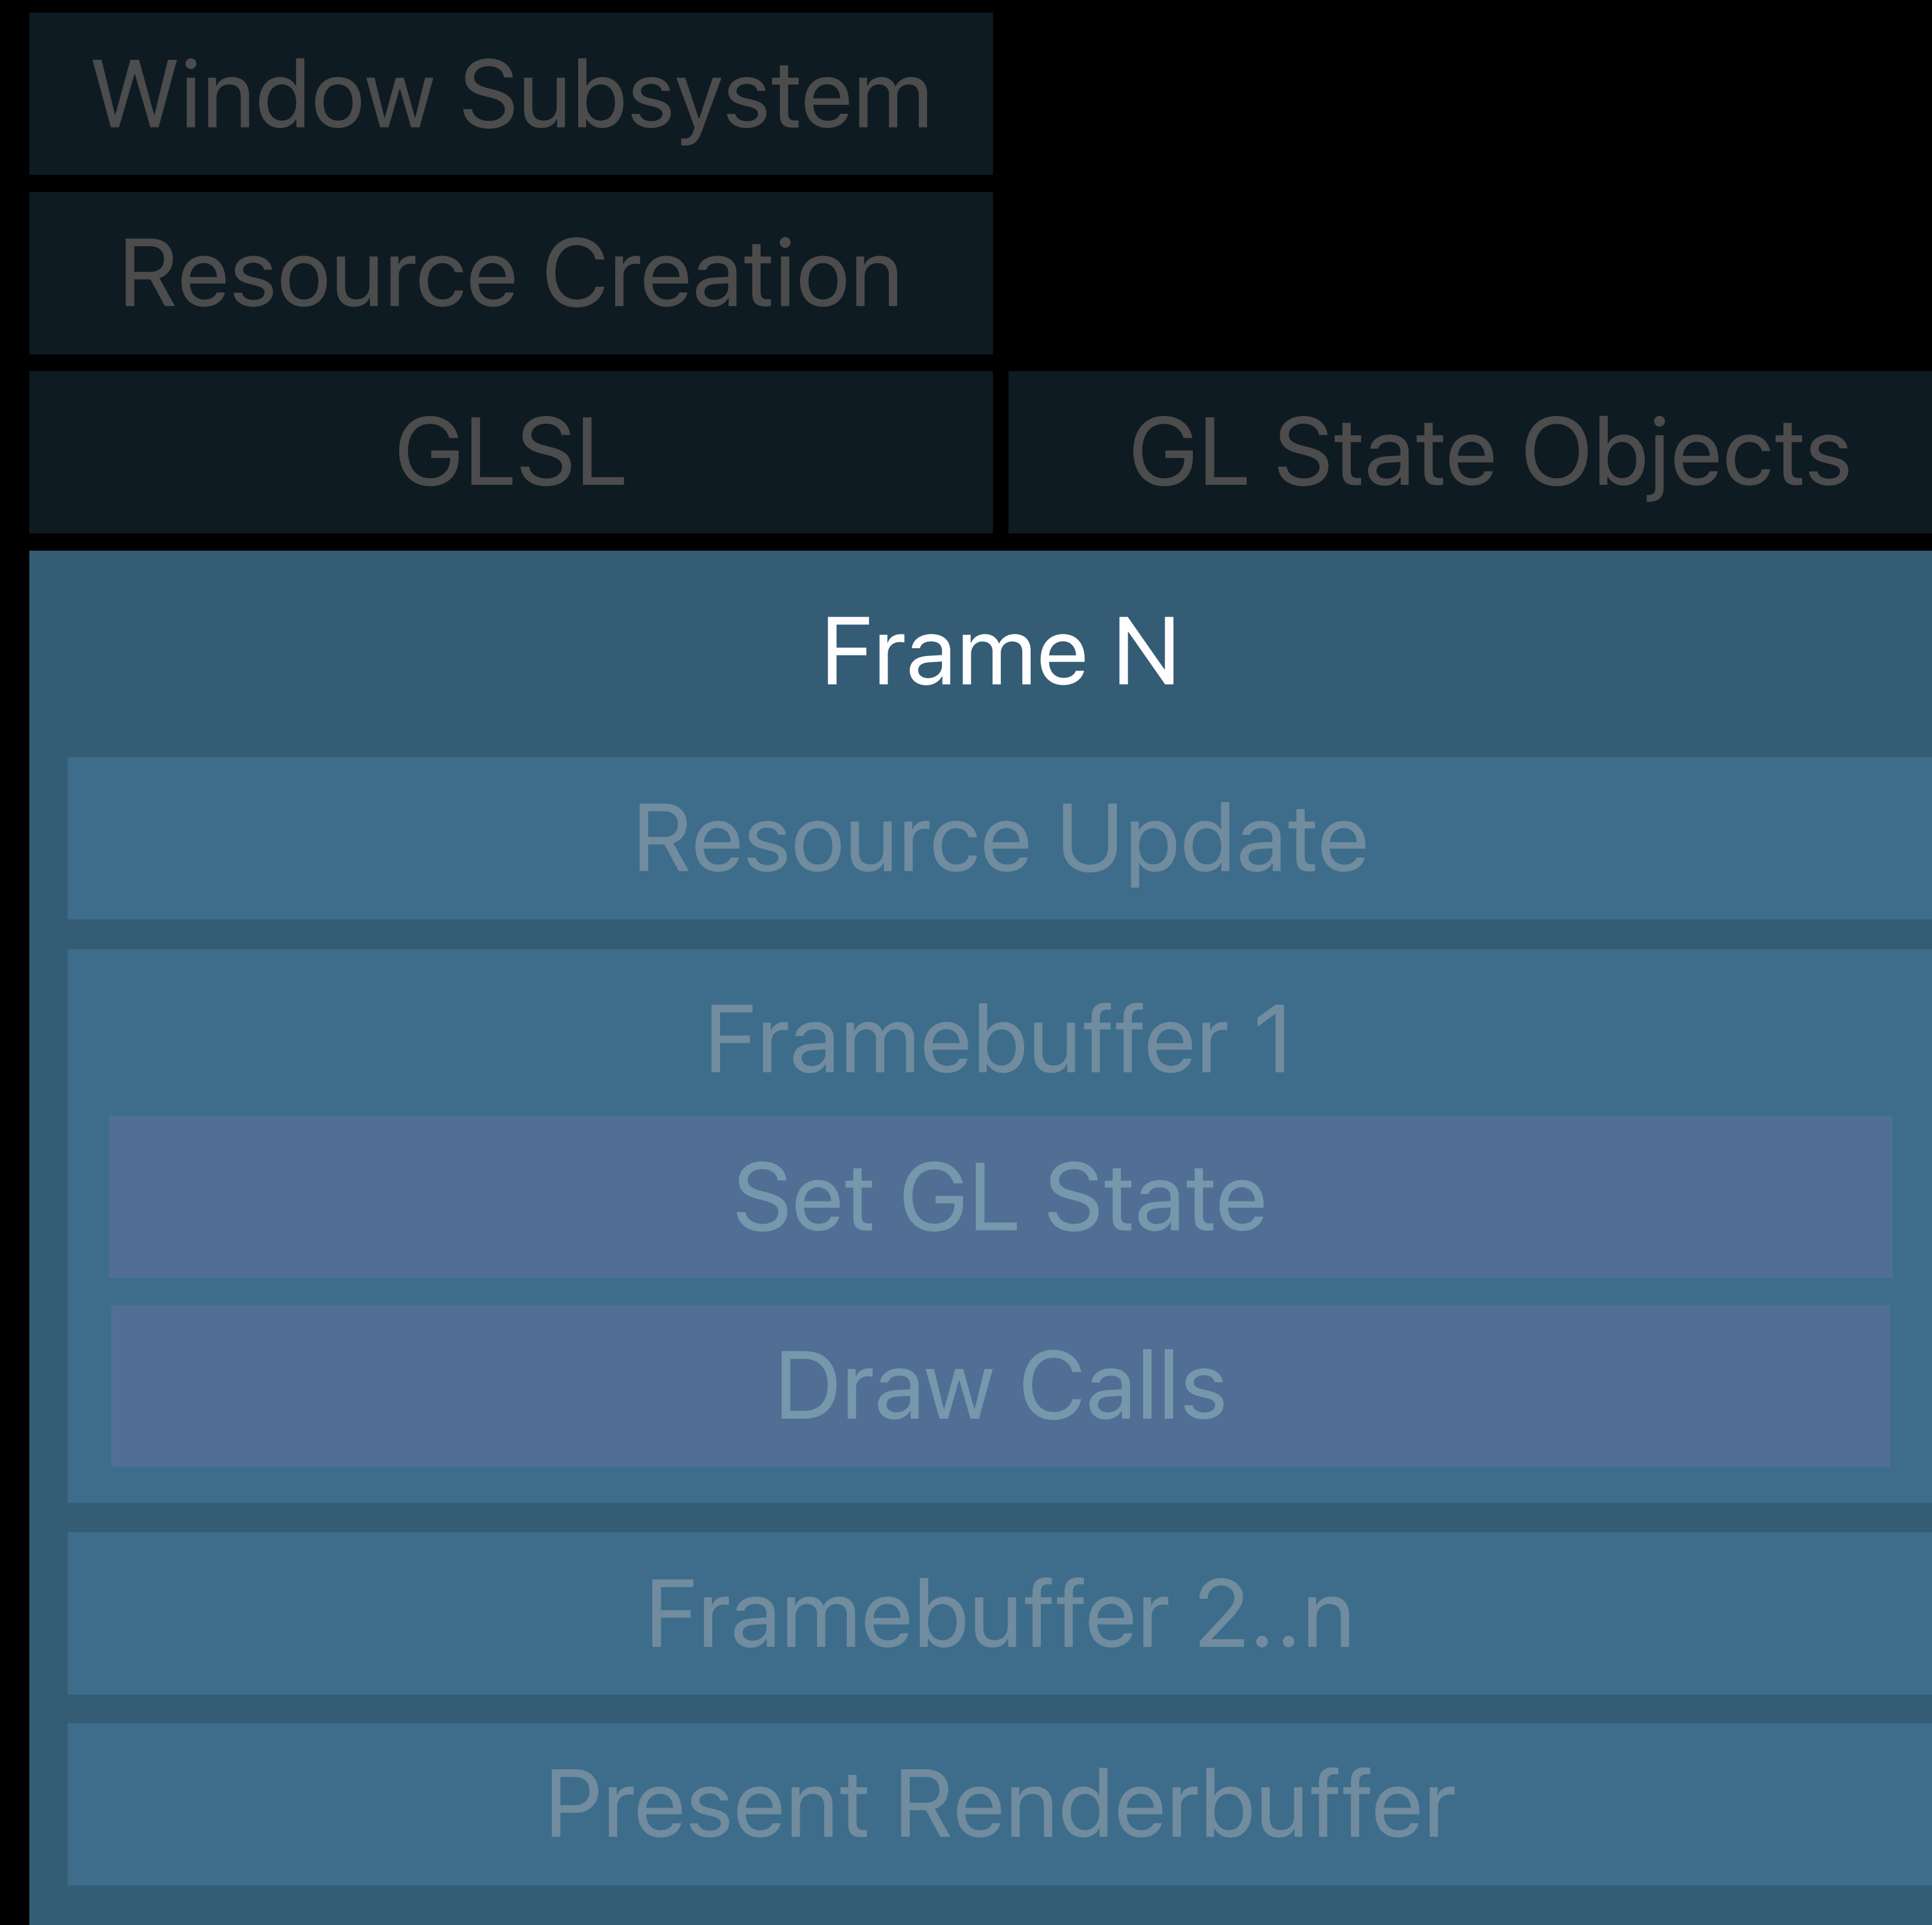 Window Subsystem
Resource Creation
GLSL
GL State Objects
Frame N
Resource Update
Framebuffer 1
Set GL State
Draw Calls
Framebuffer 2..n
Present Renderbuffer